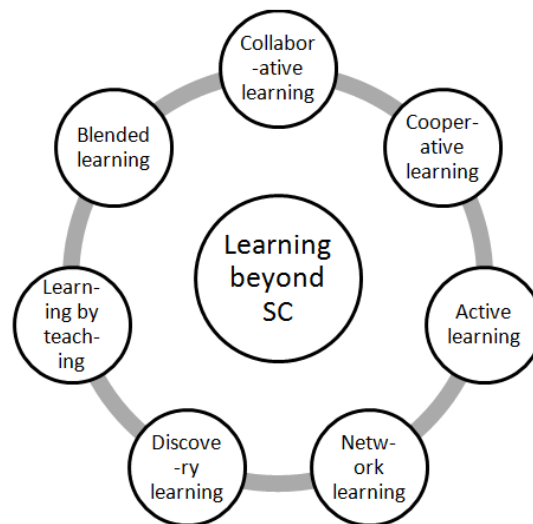 Collabor
-ative
learning
Cooper-
ative
learning
Active
learning
Netw-
ork
learning
Discove
-ry
learning
Learn-
ing by
teach-
ing
Blended
learning
Learning
beyond
SC